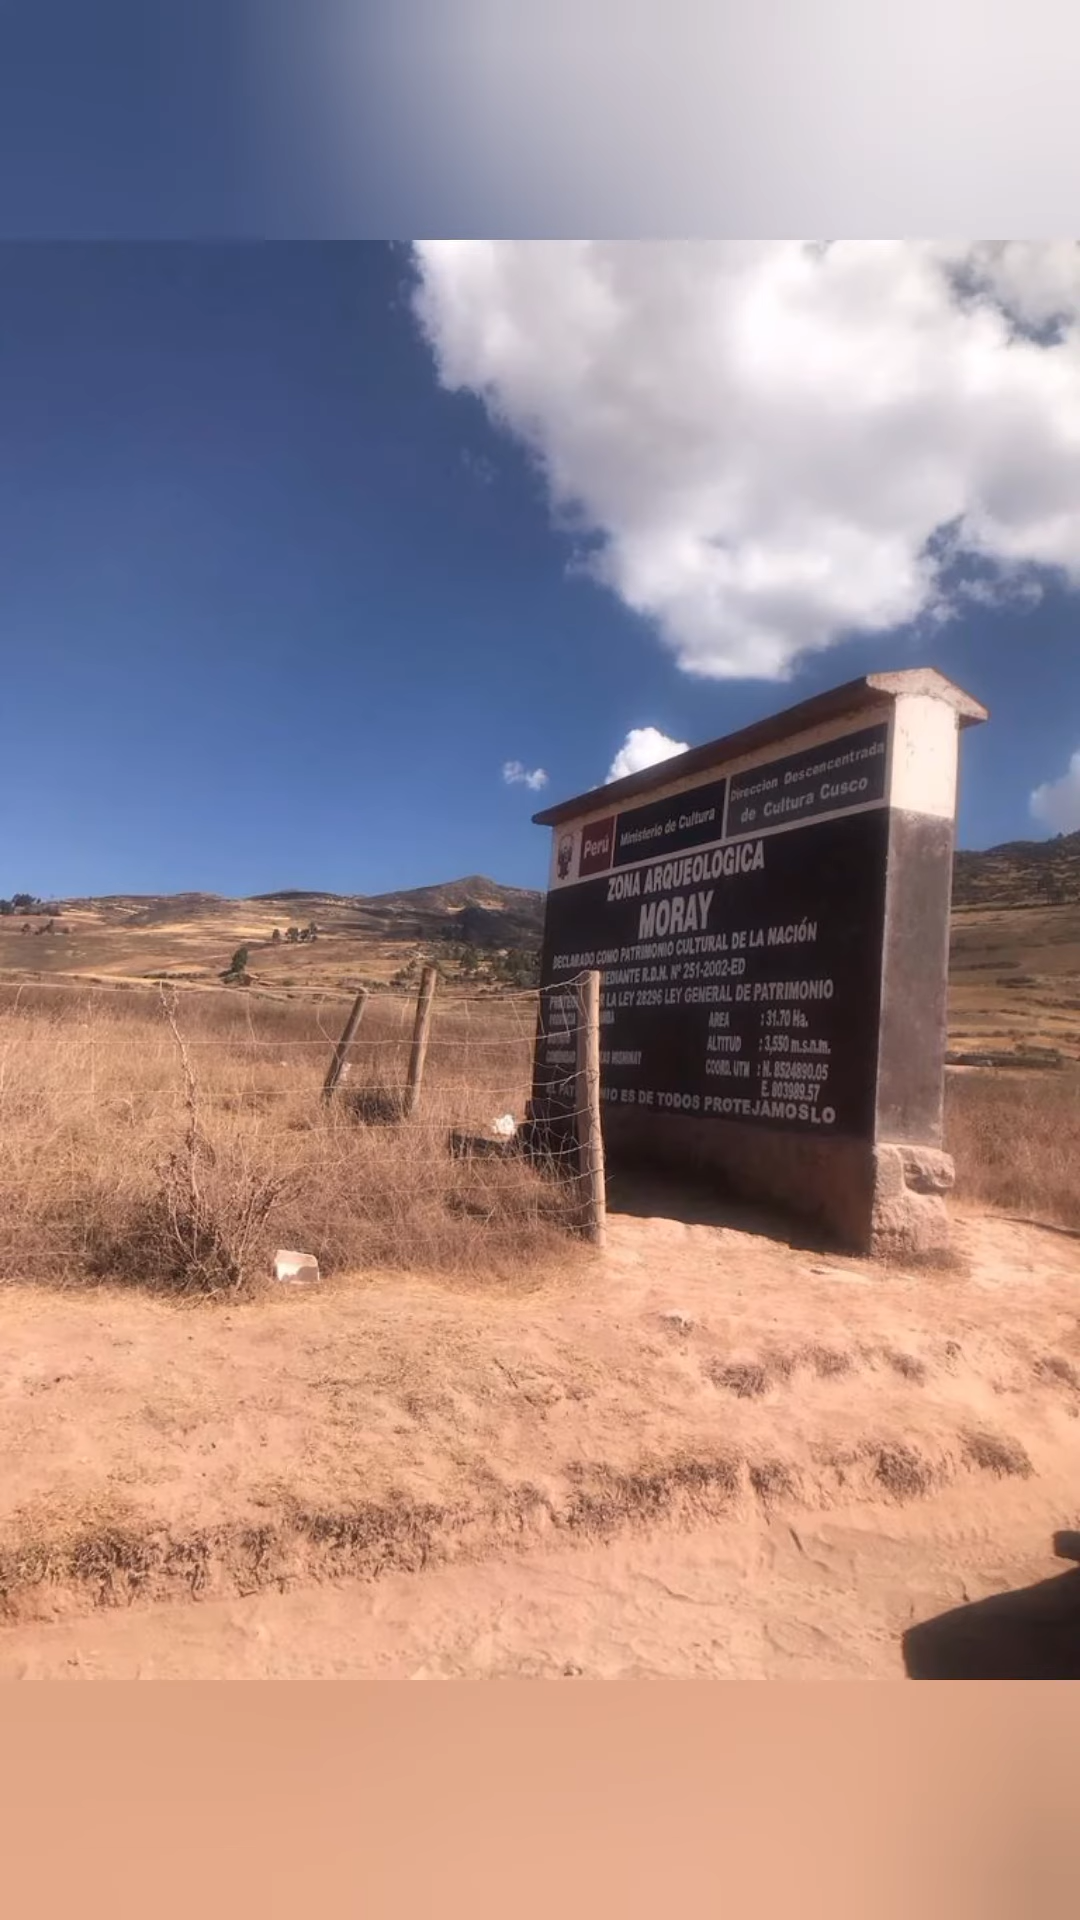 Perú
Ministerio de Cultura
Direccion Desconcentrada
de Cultura Cusco
ZONA ARQUEOLOGICA
MORAY
DECLARADO COMO PATRIMONIO CULTURAL DE LA NACIÓN
MEDIANTE R.D.N. Nº 251-2002-ED
LA LEY 28296 LEY GENERAL DE PATRIMONIO
AREA : 31.70 Ha.
ALTITUD : 3,550 m.s.n.m.
COORD. UTM : N. 8524890.05
E. 803989.57
ES DE TODOS PROTEJAMOSLO